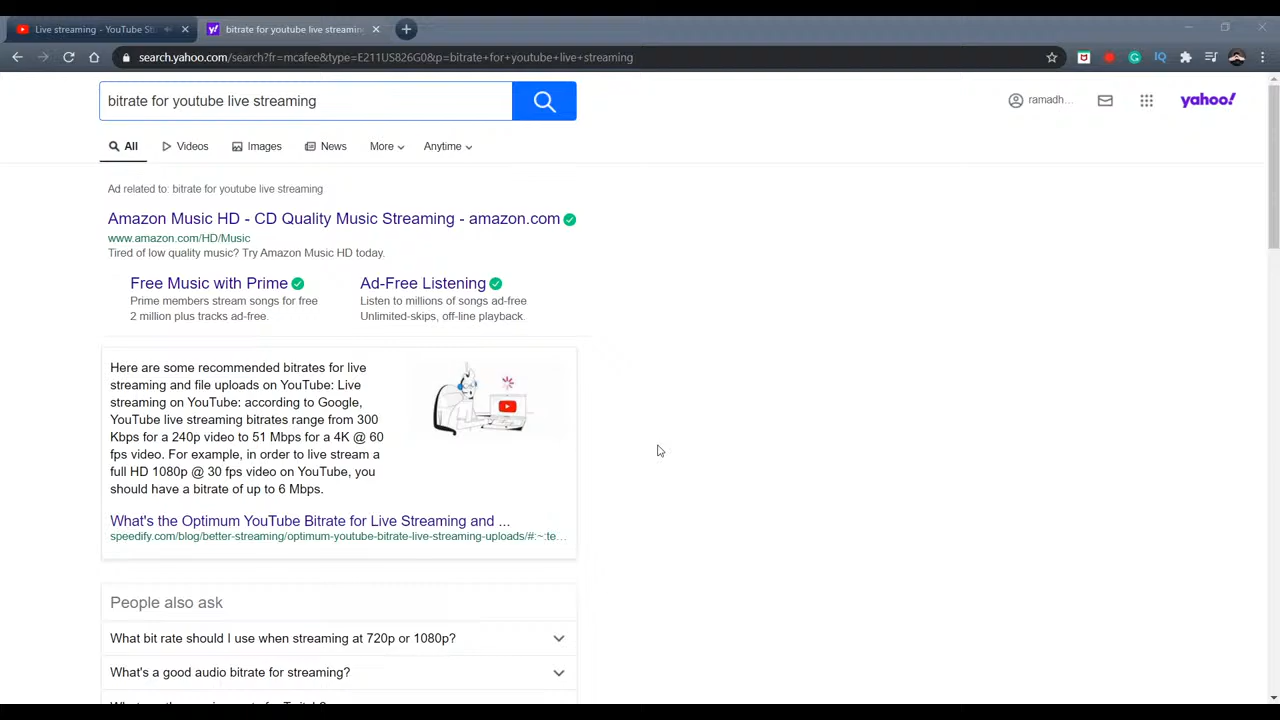 Live streaming - YouTube St
bitrate for youtube live streaming
search.yahoo.com/search?fr=mcafee&type=E211US826G0&p=bitrate+for+youtube+live+streaming
bitrate for youtube live streaming
ramadh...
yahoo!
All
Videos
Images
News
More
Anytime
Ad related to: bitrate for youtube live streaming
Amazon Music HD - CD Quality Music Streaming - amazon.com
www.amazon.com/HD/Music
Tired of low quality music? Try Amazon Music HD today.
Free Music with Prime
Prime members stream songs for free
2 million plus tracks ad-free.
Ad-Free Listening
Listen to millions of songs ad-free
Unlimited-skips, off-line playback.
Here are some recommended bitrates for live
streaming and file uploads on YouTube: Live
streaming on YouTube: according to Google,
YouTube live streaming bitrates range from 300
Kbps for a 240p video to 51 Mbps for a 4K @ 60
fps video. For example, in order to live stream a
full HD 1080p @ 30 fps video on YouTube, you
should have a bitrate of up to 6 Mbps.
What's the Optimum YouTube Bitrate for Live Streaming and ...
speedify.com/blog/better-streaming/optimum-youtube-bitrate-live-streaming-uploads/#:~:te...
People also ask
What bit rate should I use when streaming at 720p or 1080p?
What's a good audio bitrate for streaming?